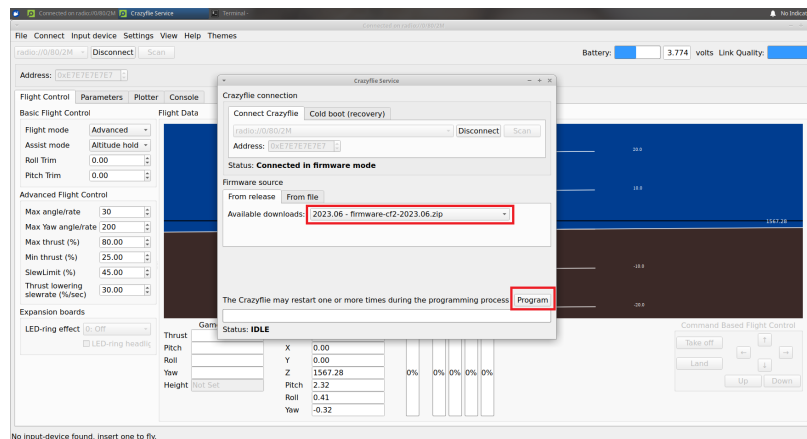 Connected on radio://0/80/2M
Crazyflie Service
Terminal -
No Indicat
Connected on radio://0/80/2M
File Connect Input device Settings View Help Themes
radio://0/80/2M Disconnect Scan
Battery: 3.774 volts Link Quality:
Address: 0xE7E7E7E7E7
Flight Control Parameters Plotter Console
Basic Flight Control
Flight mode Advanced
Assist mode Altitude hold
Roll Trim 0.00
Pitch Trim 0.00
Advanced Flight Control
Max angle/rate 30
Max Yaw angle/rate 200
Max thrust (%) 80.00
Min thrust (%) 25.00
SlewLimit (%) 45.00
Thrust lowering
slewrate (%/sec) 30.00
Expansion boards
LED-ring effect 0: Off
LED-ring headlig
Flight Data
Crazyflie Service
Crazyflie connection
Connect Crazyflie Cold boot (recovery)
radio://0/80/2M Disconnect Scan
Address: 0xE7E7E7E7E7
Status: Connected in firmware mode
Firmware source
From release From file
Available downloads: 2023.06 - firmware-cf2-2023.06.zip
The Crazyflie may restart one or more times during the programming process Program
Status: IDLE
20.0
10.0
1567.28
-10.0
-20.0
Gam
Thrust
Pitch
Roll
Yaw
Height Not Set
X 0.00
Y 0.00
Z 1567.28
Pitch 2.32
Roll 0.41
Yaw -0.32
0% 0% 0% 0% 0%
Command Based Flight Control
Take off ↑
← →
Land ↓
Up Down
No input-device found, insert one to fly.